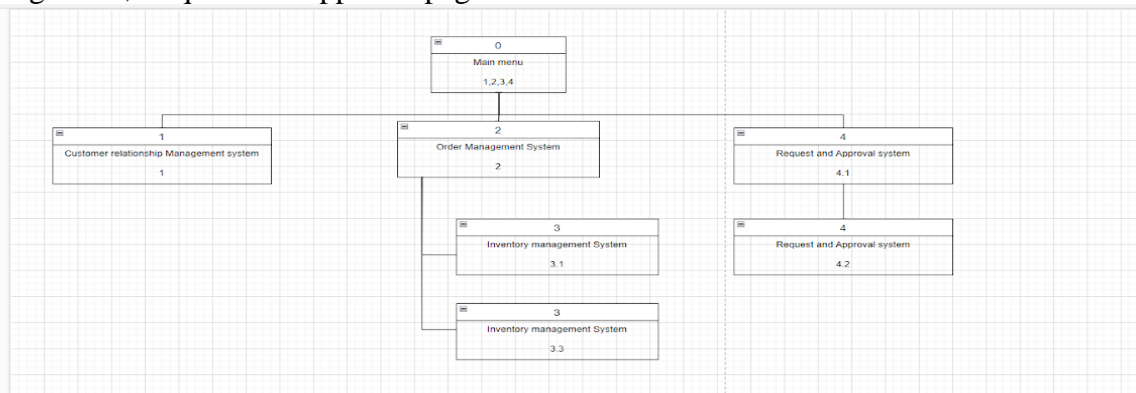 0
Main menu
1,2,3,4
1
Customer relationship Management system
1
2
Order Management System
2
4
Request and Approval system
4.1
3
Inventory management System
3.1
4
Request and Approval system
4.2
3
Inventory management System
3.3